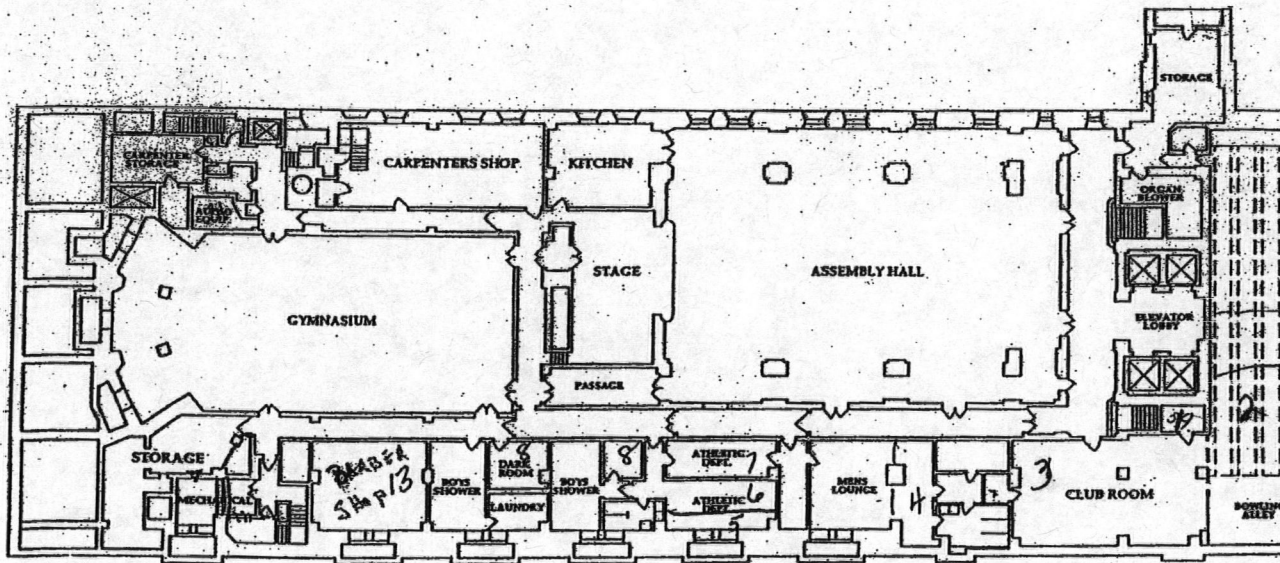 STORAGE
CARPENTER
STORAGE
CARPENTERS SHOP
KITCHEN
ORGAN
BLOWER
AUDIO
EQUIP
STAGE
ASSEMBLY HALL
GYMNASIUM
ELEVATOR
LOBBY
PASSAGE
2
STORAGE
MECHANICAL
BARBER
SHOP 13
BOYS
SHOWER
8
DARK
ROOM
LAUNDRY
BOYS
SHOWER
8
ATHLETIC
DEPT.
7
ATHLETIC
DEPT
6
5
MENS
LOUNGE
4
3
CLUB ROOM
BOWLING
ALLEY